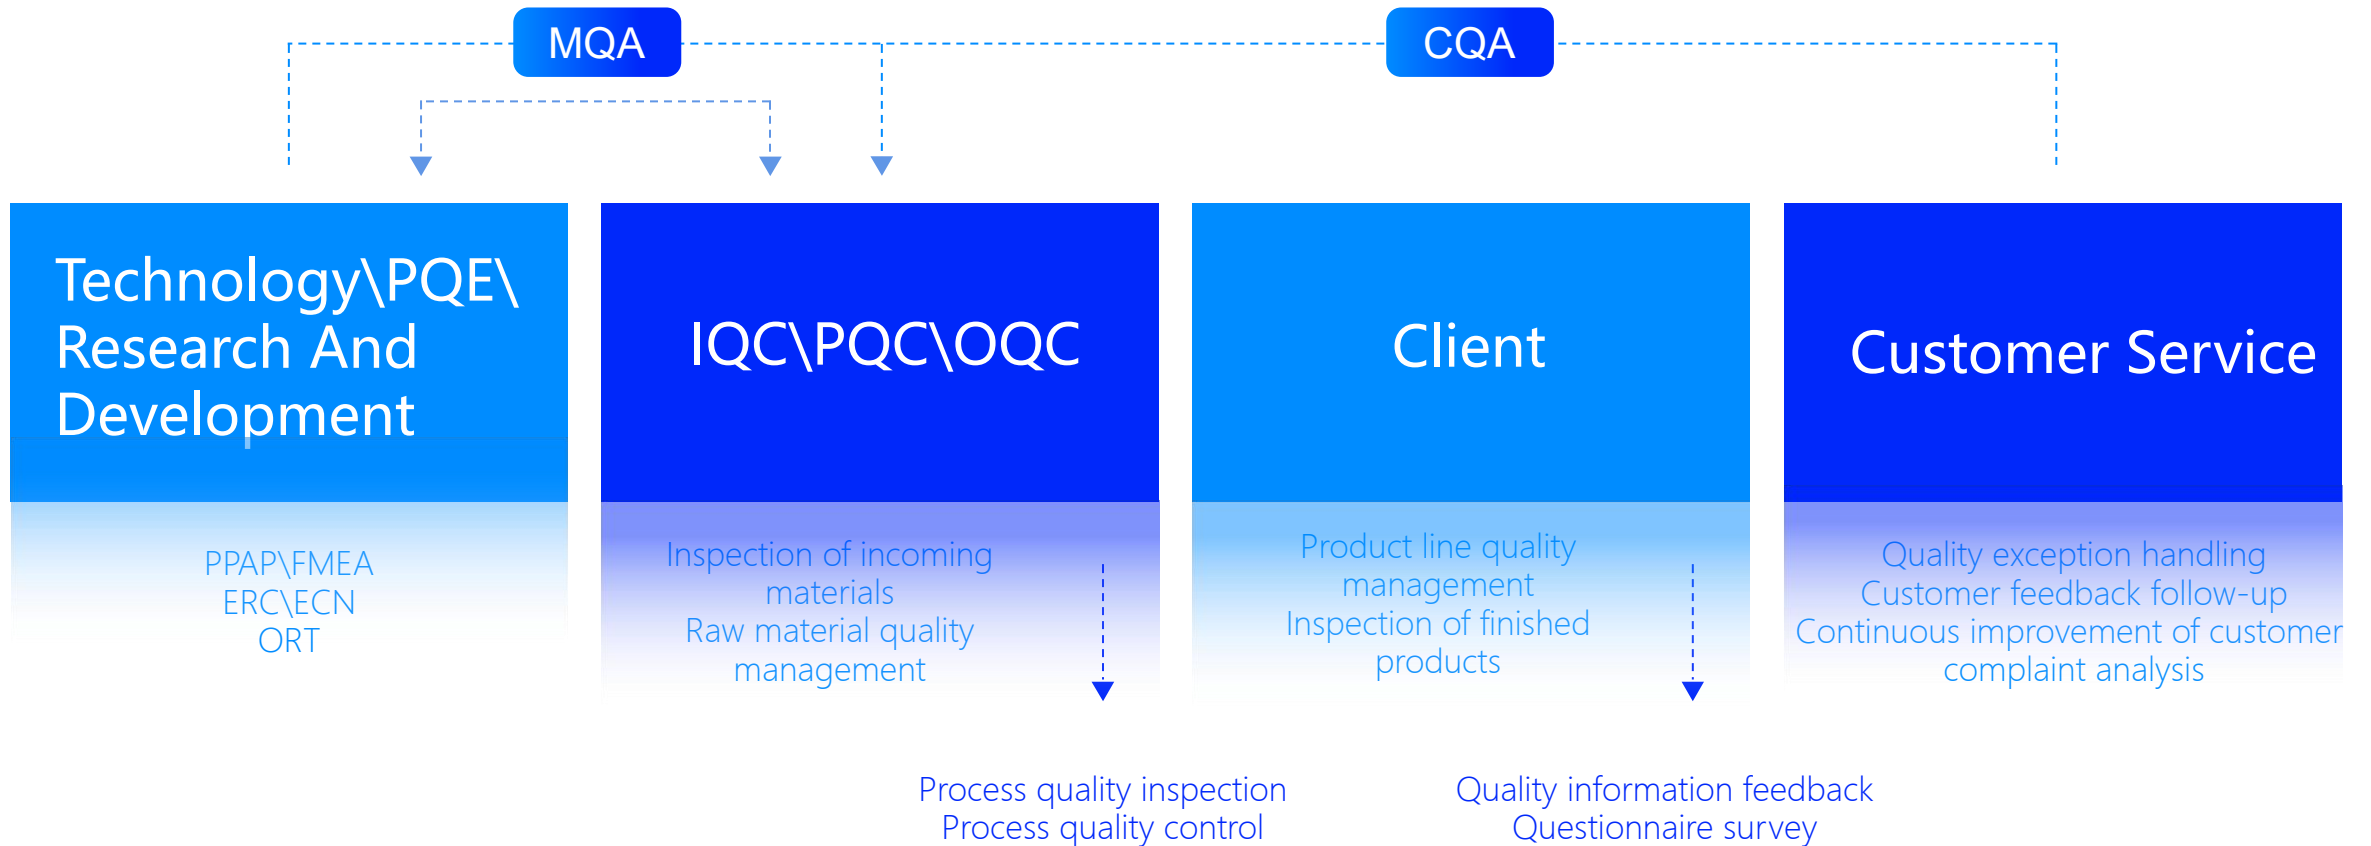 MQA
CQA
Technology\PQE\
Research And
Development
IQC\PQC\OQC
Client
Customer Service
PPAP\FMEA
ERC\ECN
ORT
Inspection of incoming
materials
Raw material quality
management
Product line quality
management
Inspection of finished
products
Quality exception handling
Customer feedback follow-up
Continuous improvement of customer
complaint analysis
Process quality inspection
Process quality control
Quality information feedback
Questionnaire survey